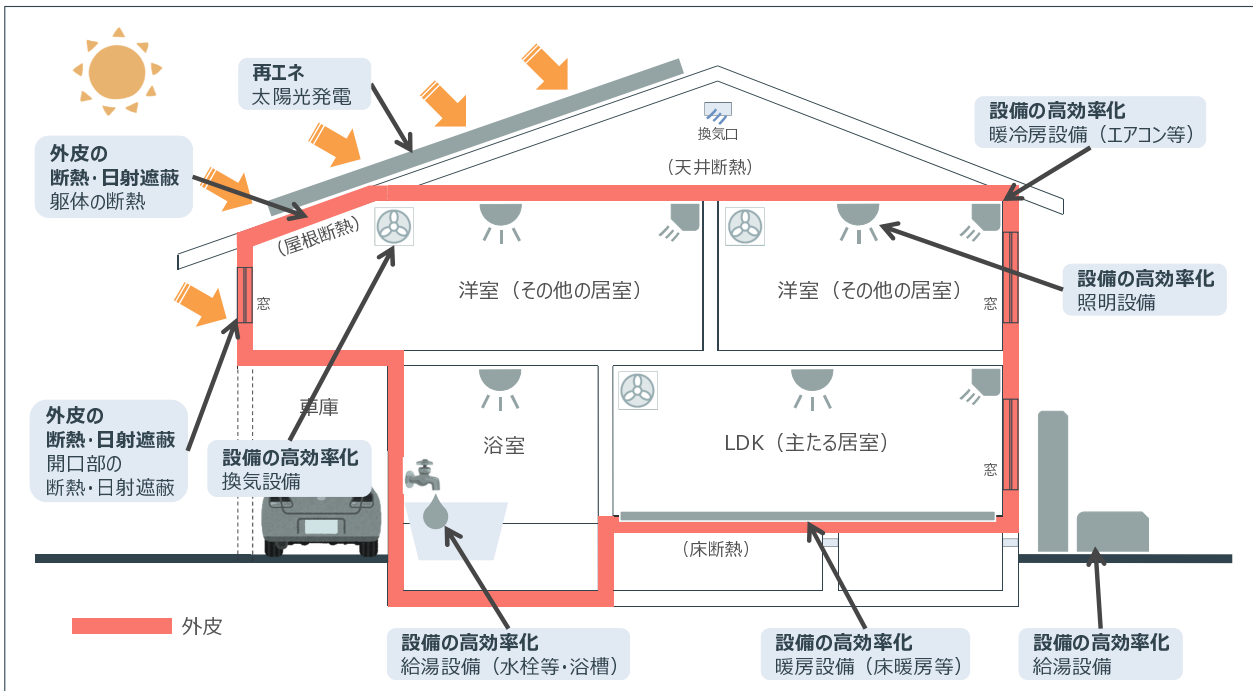 再エネ
太陽光発電
設備の高効率化
暖冷房設備（エアコン等）
換気口
（天井断熱）
外皮の
断熱・日射遮蔽
躯体の断熱
（屋根断熱）
窓
洋室（その他の居室）
洋室（その他の居室）
窓
設備の高効率化
照明設備
外皮の
断熱・日射遮蔽
開口部の
断熱・日射遮蔽
車庫
設備の高効率化
換気設備
浴室
LDK（主たる居室）
窓
（床断熱）
外皮
設備の高効率化
給湯設備（水栓等・浴槽）
設備の高効率化
暖房設備（床暖房等）
設備の高効率化
給湯設備